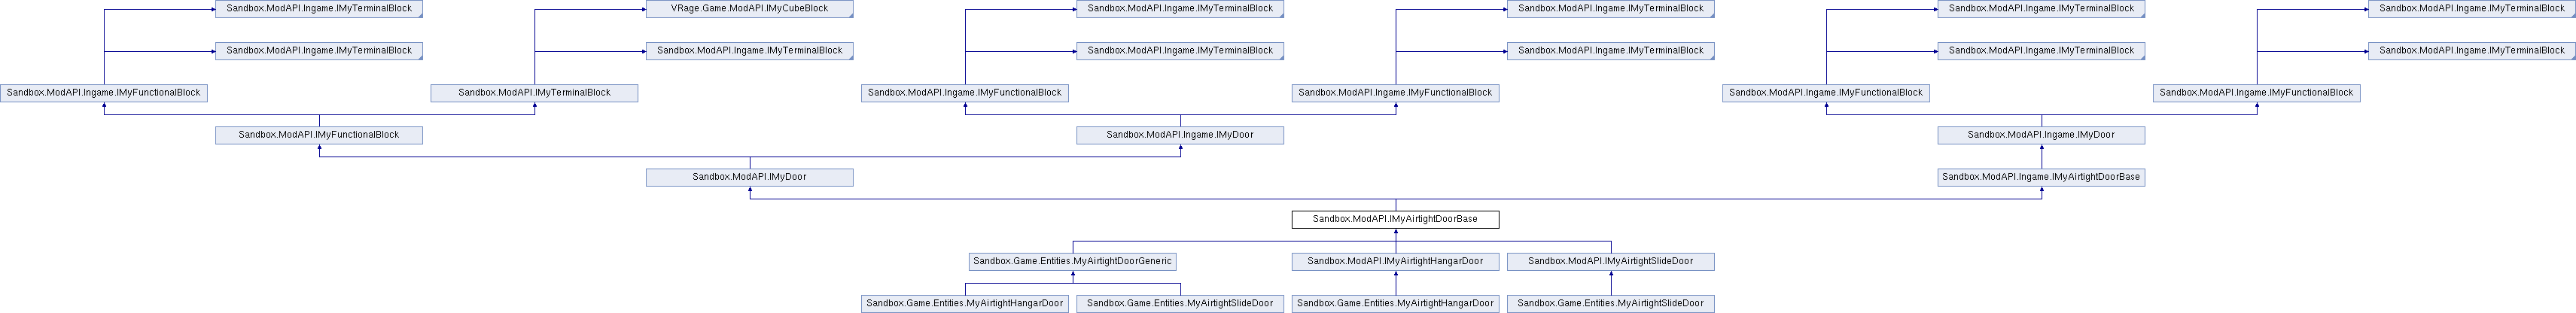 Sandbox.ModAPI.Ingame.IMyTerminalBlock
VRage.Game.ModAPI.IMyCubeBlock
Sandbox.ModAPI.Ingame.IMyTerminalBlock
Sandbox.ModAPI.Ingame.IMyTerminalBlock
Sandbox.ModAPI.Ingame.IMyTerminalBlock
Sandbox.ModAPI.Ingame.IMyTerminalBlock
Sandbox.ModAPI.Ingame.IMyTerminalBlock
Sandbox.ModAPI.Ingame.IMyTerminalBlock
Sandbox.ModAPI.Ingame.IMyTerminalBlock
Sandbox.ModAPI.Ingame.IMyTerminalBlock
Sandbox.ModAPI.Ingame.IMyTerminalBlock
Sandbox.ModAPI.Ingame.IMyTerminalBlock
Sandbox.ModAPI.Ingame.IMyFunctionalBlock
Sandbox.ModAPI.IMyTerminalBlock
Sandbox.ModAPI.Ingame.IMyFunctionalBlock
Sandbox.ModAPI.Ingame.IMyFunctionalBlock
Sandbox.ModAPI.Ingame.IMyFunctionalBlock
Sandbox.ModAPI.Ingame.IMyFunctionalBlock
Sandbox.ModAPI.IMyFunctionalBlock
Sandbox.ModAPI.Ingame.IMyDoor
Sandbox.ModAPI.Ingame.IMyDoor
Sandbox.ModAPI.IMyDoor
Sandbox.ModAPI.Ingame.IMyAirtightDoorBase
Sandbox.ModAPI.IMyAirtightDoorBase
Sandbox.Game.Entities.MyAirtightDoorGeneric
Sandbox.ModAPI.IMyAirtightHangarDoor
Sandbox.ModAPI.IMyAirtightSlideDoor
Sandbox.Game.Entities.MyAirtightHangarDoor
Sandbox.Game.Entities.MyAirtightSlideDoor
Sandbox.Game.Entities.MyAirtightHangarDoor
Sandbox.Game.Entities.MyAirtightSlideDoor